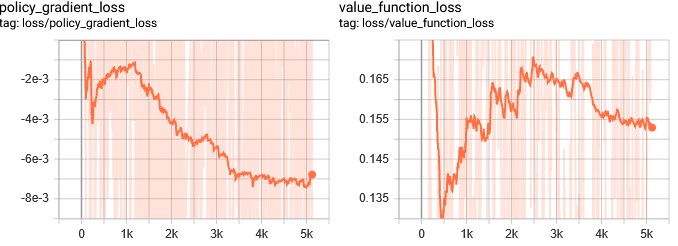 policy_gradient_loss
tag: loss/policy_gradient_loss
-2e-3
-4e-3
-6e-3
-8e-3
0 1k 2k 3k 4k 5k
value_function_loss
tag: loss/value_function_loss
0.165
0.155
0.145
0.135
0 1k 2k 3k 4k 5k